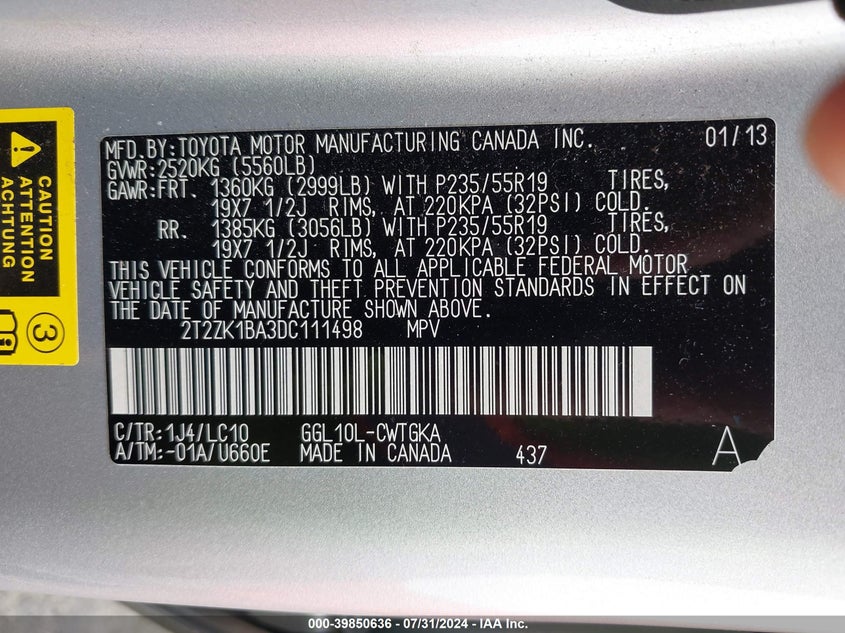 CAUTION
ATTENTION
ACHTUNG
3
MFD.BY:TOYOTA MOTOR MANUFACTURING CANADA INC. 01/13
GVWR:2520KG (5560LB)
GAWR:FRT. 1360KG (2999LB) WITH P235/55R19 TIRES,
19X7 1/2J RIMS, AT 220KPA (32PSI) COLD.
RR. 1385KG (3056LB) WITH P235/55R19 TIRES,
19X7 1/2J RIMS, AT 220KPA (32PSI) COLD.
THIS VEHICLE CONFORMS TO ALL APPLICABLE FEDERAL MOTOR
VEHICLE SAFETY AND THEFT PREVENTION STANDARDS IN EFFECT ON
THE DATE OF MANUFACTURE SHOWN ABOVE.
2T2ZK1BA3DC111498 MPV
C/TR:1J4/LC10 GGL10L-CWTGKA
A/TM:-01A/U660E MADE IN CANADA 437 A
000-39850636 / 07/31/2024 - IAA Inc.